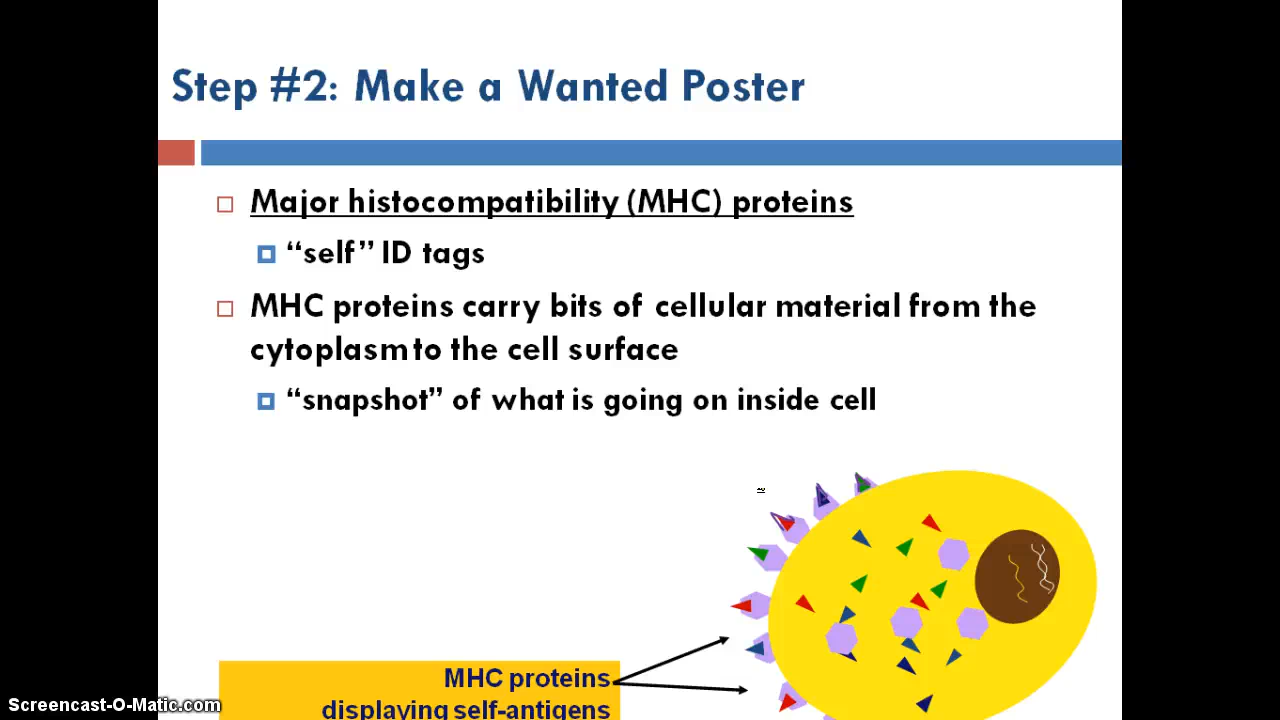 Step #2: Make a Wanted Poster
Major histocompatibility (MHC) proteins
“self” ID tags
MHC proteins carry bits of cellular material from the
cytoplasm to the cell surface
“snapshot” of what is going on inside cell
MHC proteins
displaying self-antigens
Screencast-O-Matic.com